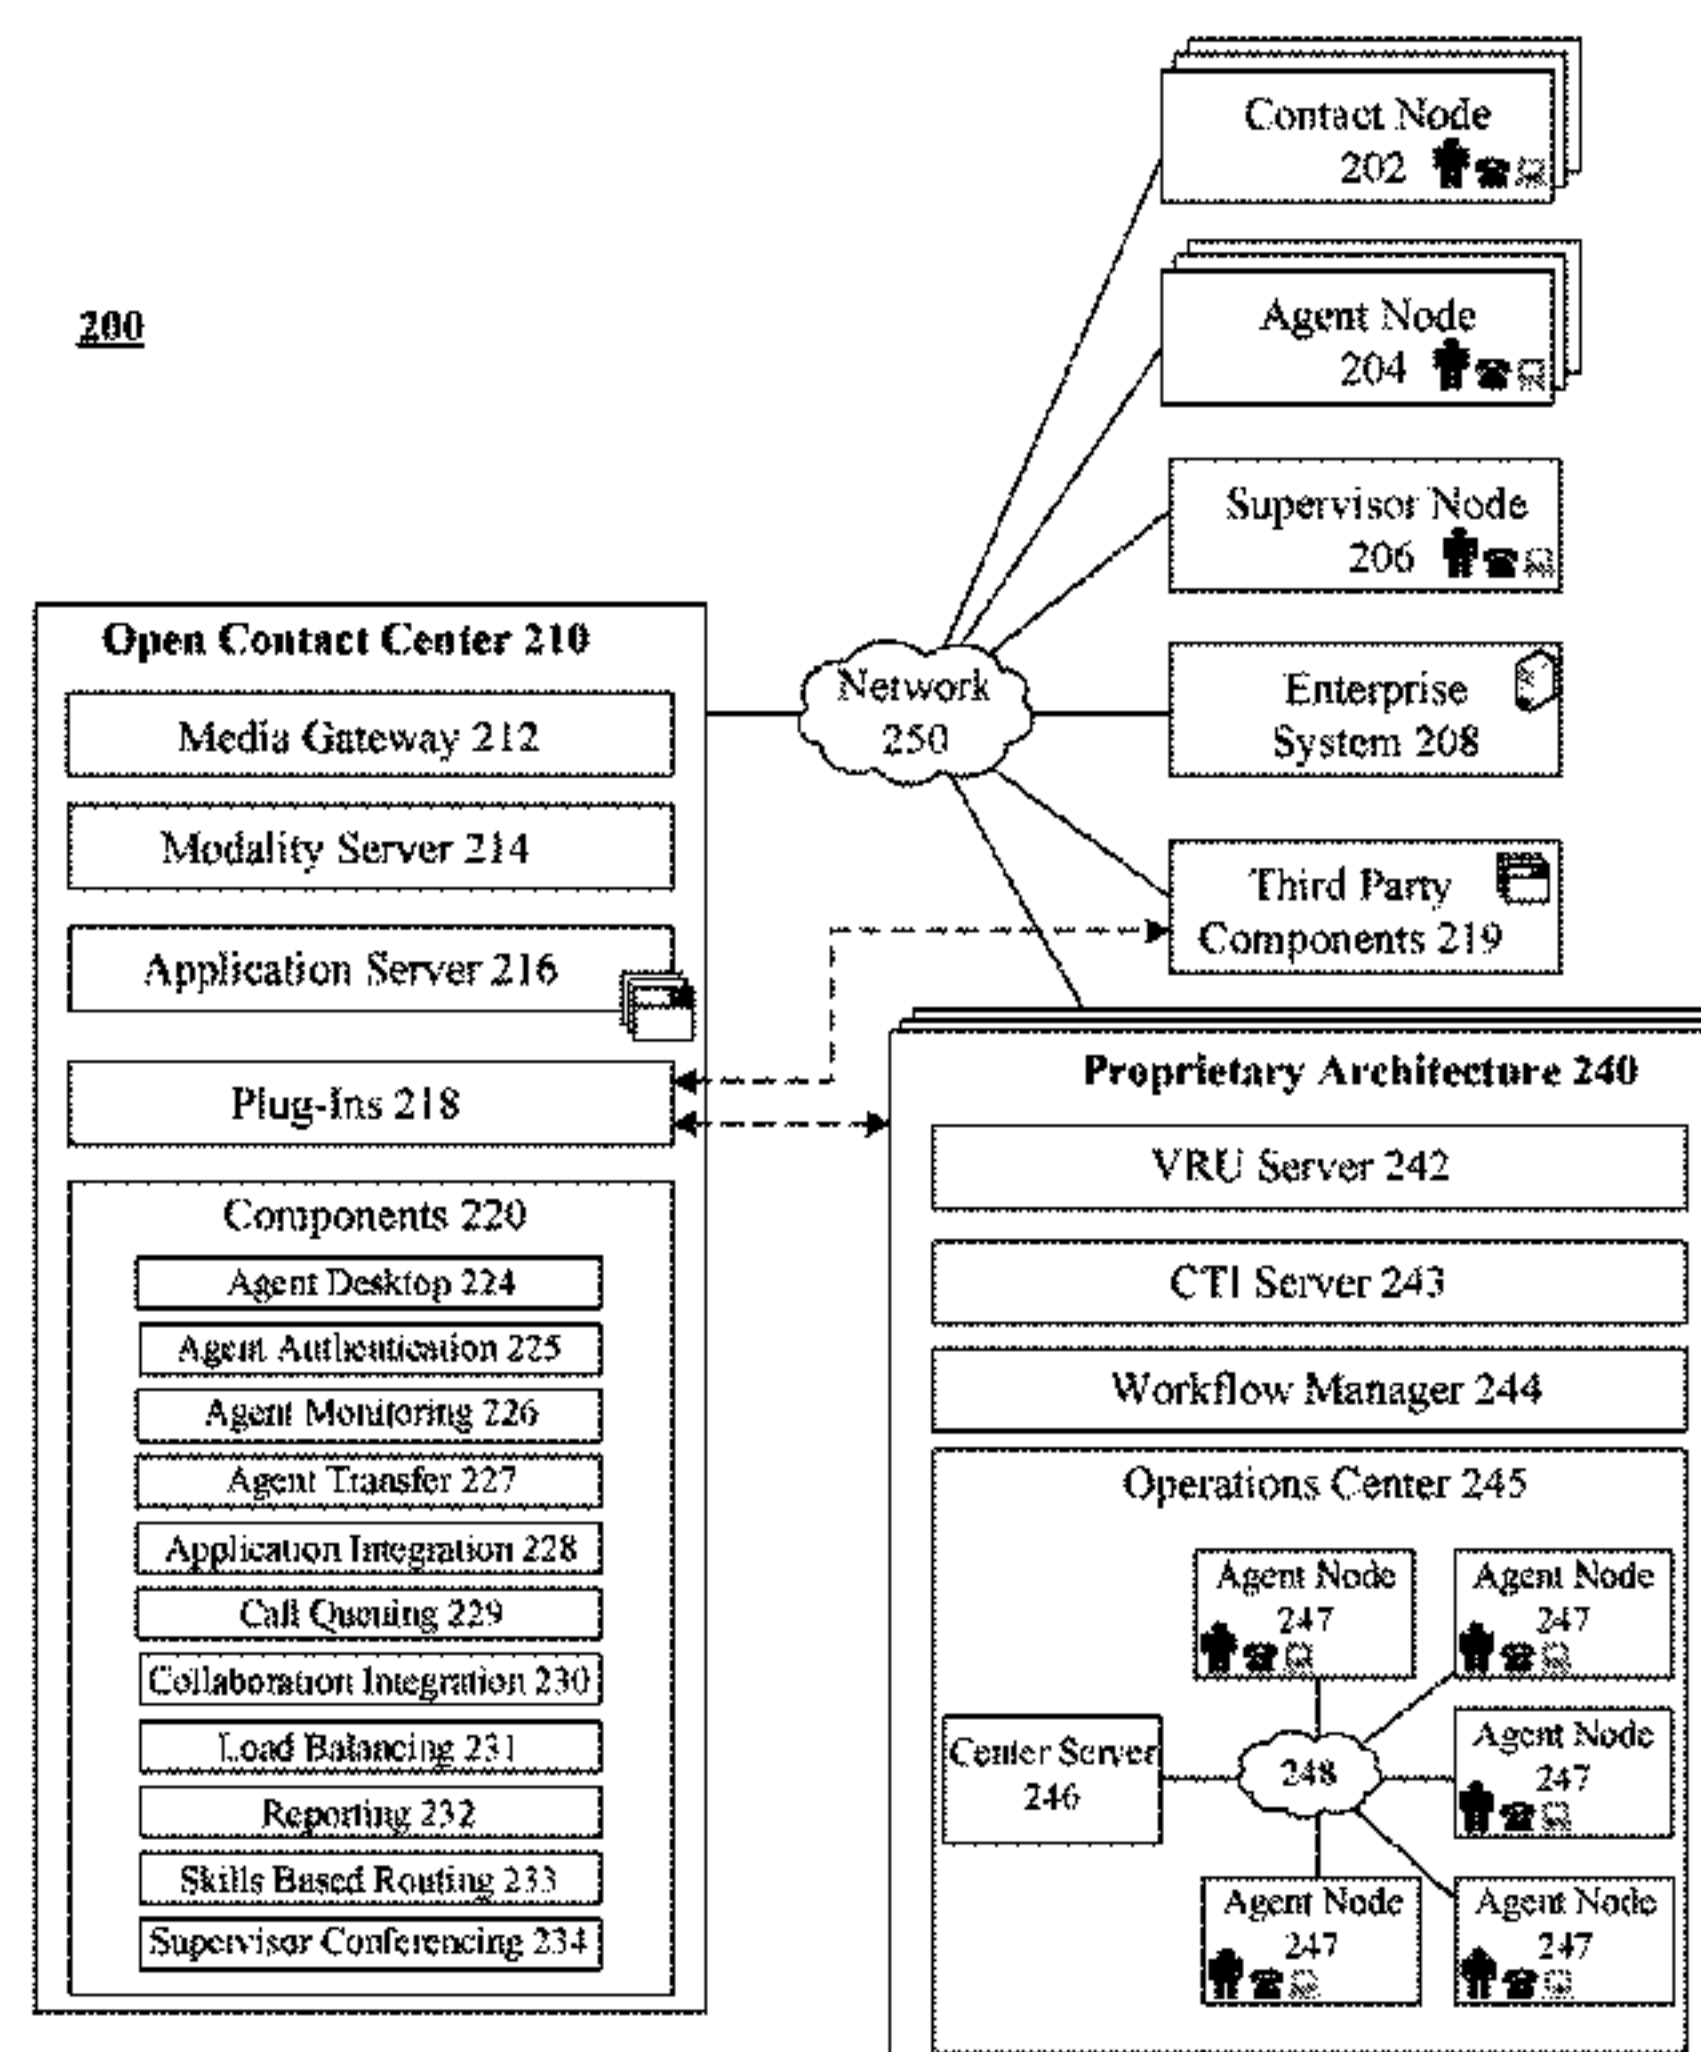 200
Contact Node
202
Agent Node
204
Supervisor Node
206
Enterprise
System 208
Third Party
Components 219
Network
250
Open Contact Center 210
Media Gateway 212
Modality Server 214
Application Server 216
Plug-Ins 218
Components 220
Agent Desktop 224
Agent Authentication 225
Agent Monitoring 226
Agent Transfer 227
Application Integration 228
Call Queuing 229
Collaboration Integration 230
Load Balancing 231
Reporting 232
Skills Based Routing 233
Supervisor Conferencing 234
Proprietary Architecture 240
VRU Server 242
CTI Server 243
Workflow Manager 244
Operations Center 245
Agent Node
247
Agent Node
247
Center Server
246
248
Agent Node
247
Agent Node
247
Agent Node
247